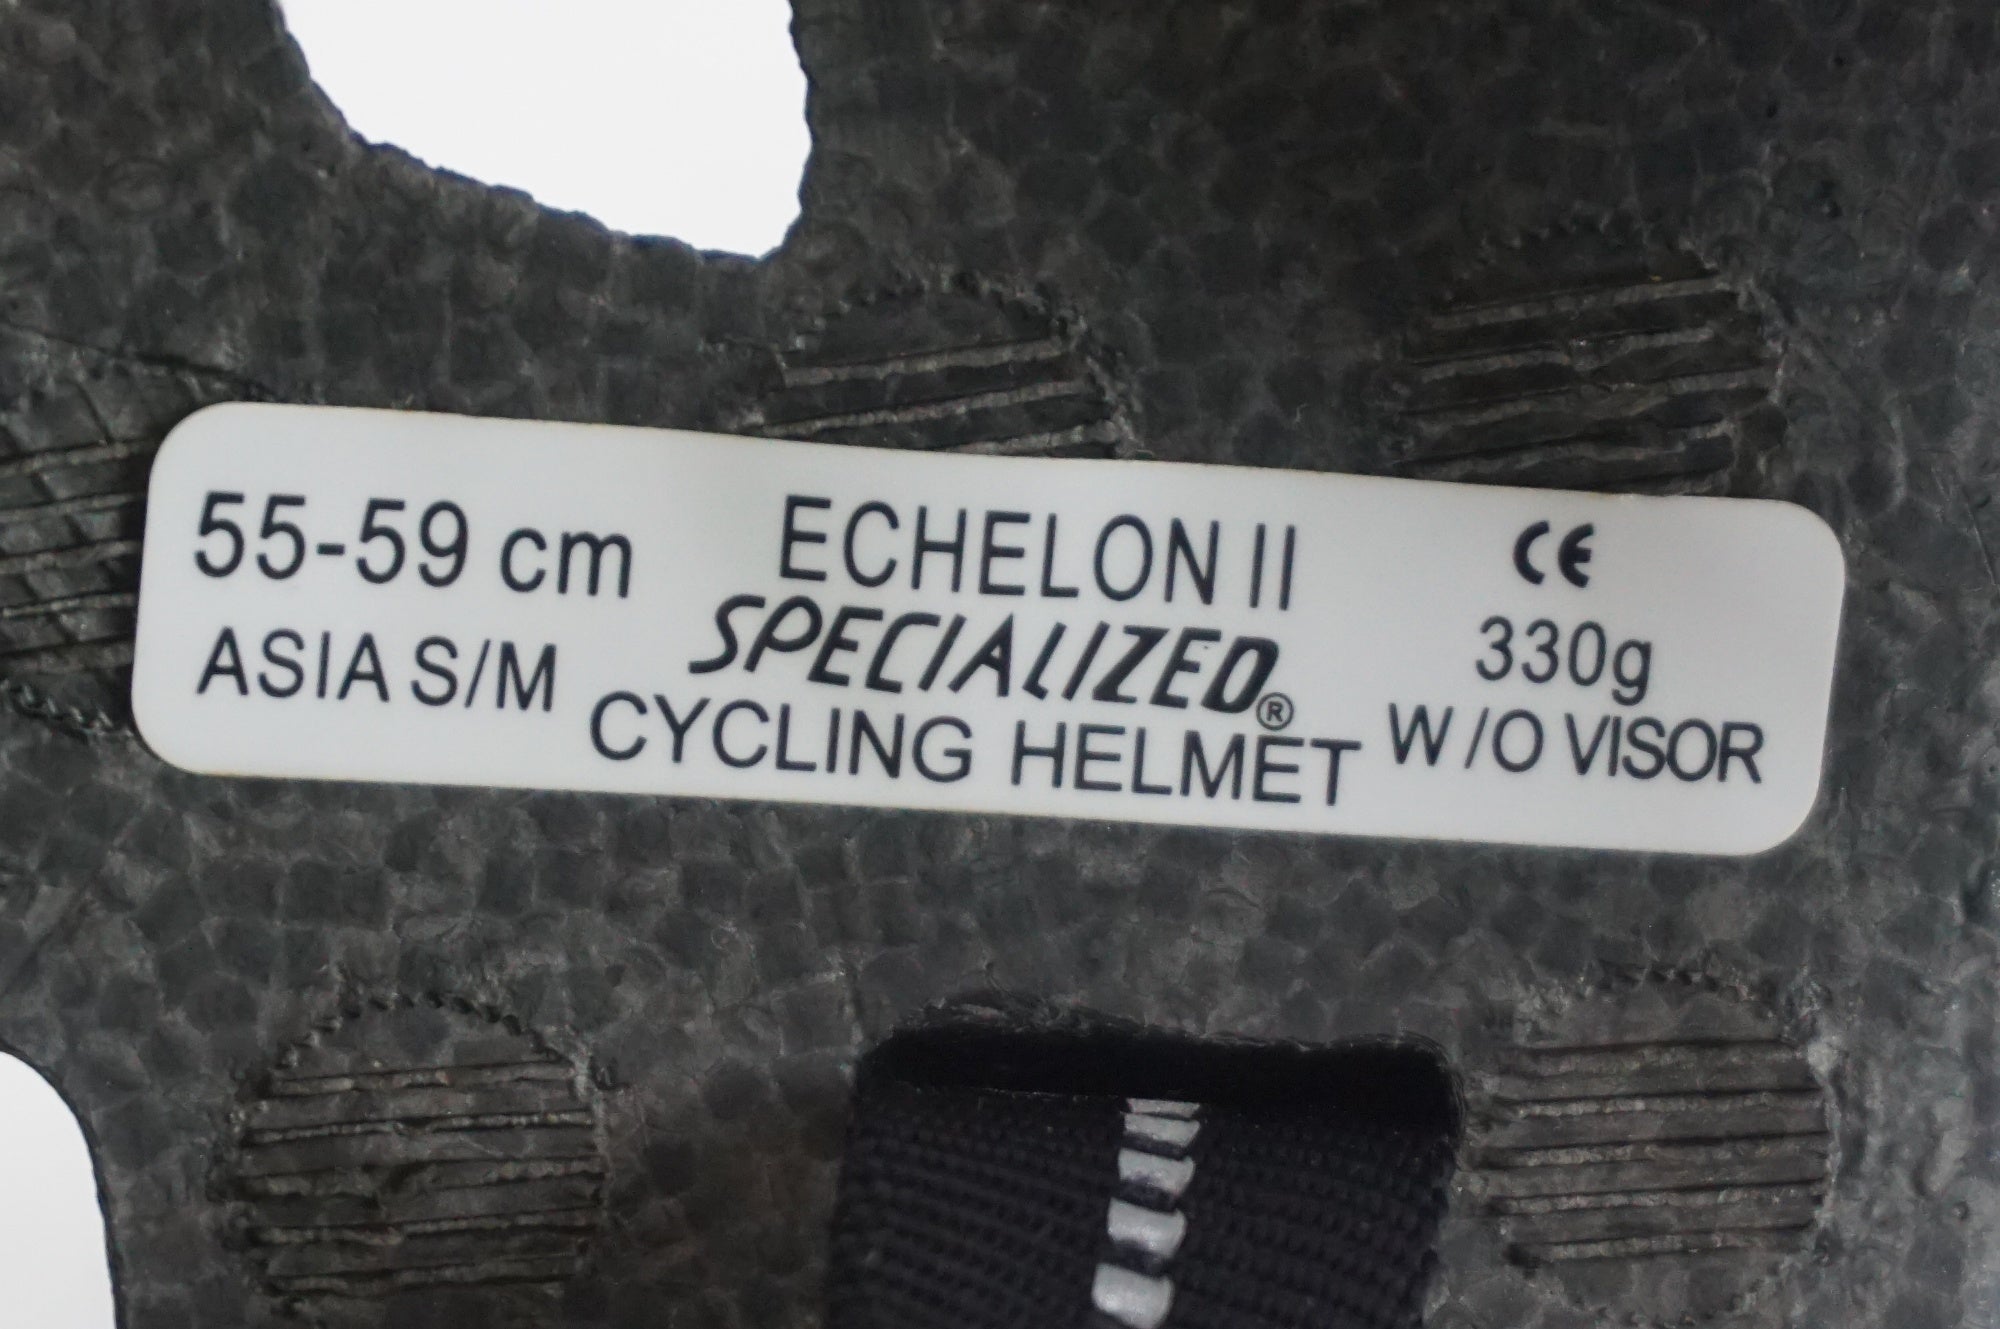 55-59 cm
ASIA S/M
ECHELON II
SPECIALIZED®
CYCLING HELMET
CE
330g
W/O VISOR